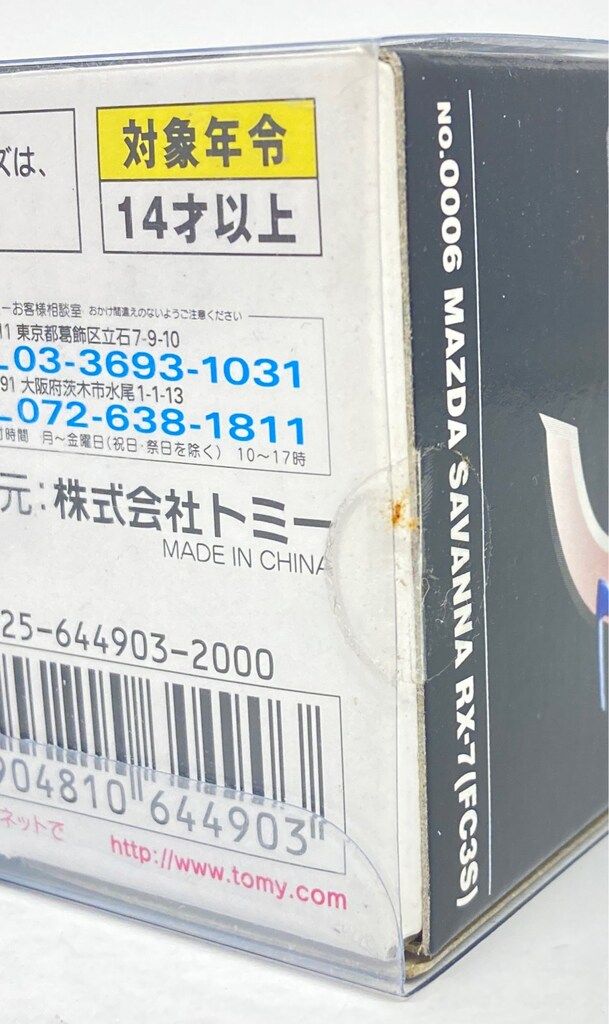 ズは、
対象年令
14才以上
ーお客様相談室 おかけ間違えのないようご注意ください
11 東京都葛飾区立石7-9-10
03-3693-1031
91 大阪府茨木市水尾1-1-13
072-638-1811
時間 月～金曜日(祝日・祭日を除く) 10～17時
元:株式会社トミー
MADE IN CHINA
25-644903-2000
904810 644903
ネットで
http://www.tomy.com
NO.0006 MAZDA SAVANNA RX-7(FC3S)